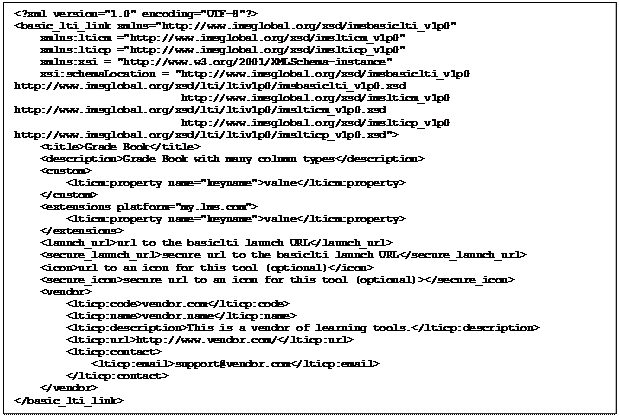 <?xml version="1.0" encoding="UTF-8"?>
<basic_lti_link xmlns="http://www.imsglobal.org/xsd/imsbasiclti_v1p0"
    xmlns:lticm ="http://www.imsglobal.org/xsd/imslticm_v1p0"
    xmlns:lticp ="http://www.imsglobal.org/xsd/imslticp_v1p0"
    xmlns:xsi = "http://www.w3.org/2001/XMLSchema-instance"
    xsi:schemaLocation = "http://www.imsglobal.org/xsd/imsbasiclti_v1p0
http://www.imsglobal.org/xsd/lti/ltiv1p0/imsbasiclti_v1p0.xsd
                          http://www.imsglobal.org/xsd/imslticm_v1p0
http://www.imsglobal.org/xsd/lti/ltiv1p0/imslticm_v1p0.xsd
                          http://www.imsglobal.org/xsd/imslticp_v1p0
http://www.imsglobal.org/xsd/lti/ltiv1p0/imslticp_v1p0.xsd">
    <title>Grade Book</title>
    <description>Grade Book with many column types</description>
    <custom>
        <lticm:property name="keyname">value</lticm:property>
    </custom>
    <extensions platform="my.lms.com">
        <lticm:property name="keyname">value</lticm:property>
    </extensions>
    <launch_url>url to the basiclti launch URL</launch_url>
    <secure_launch_url>secure url to the basiclti launch URL</secure_launch_url>
    <icon>url to an icon for this tool (optional)</icon>
    <secure_icon>secure url to an icon for this tool (optional)></secure_icon>
    <vendor>
        <lticp:code>vendor.com</lticp:code>
        <lticp:name>vendor.name</lticp:name>
        <lticp:description>This is a vendor of learning tools.</lticp:description>
        <lticp:url>http://www.vendor.com/</lticp:url>
        <lticp:contact>
            <lticp:email>support@vendor.com</lticp:email>
        </lticp:contact>
    </vendor>
</basic_lti_link>